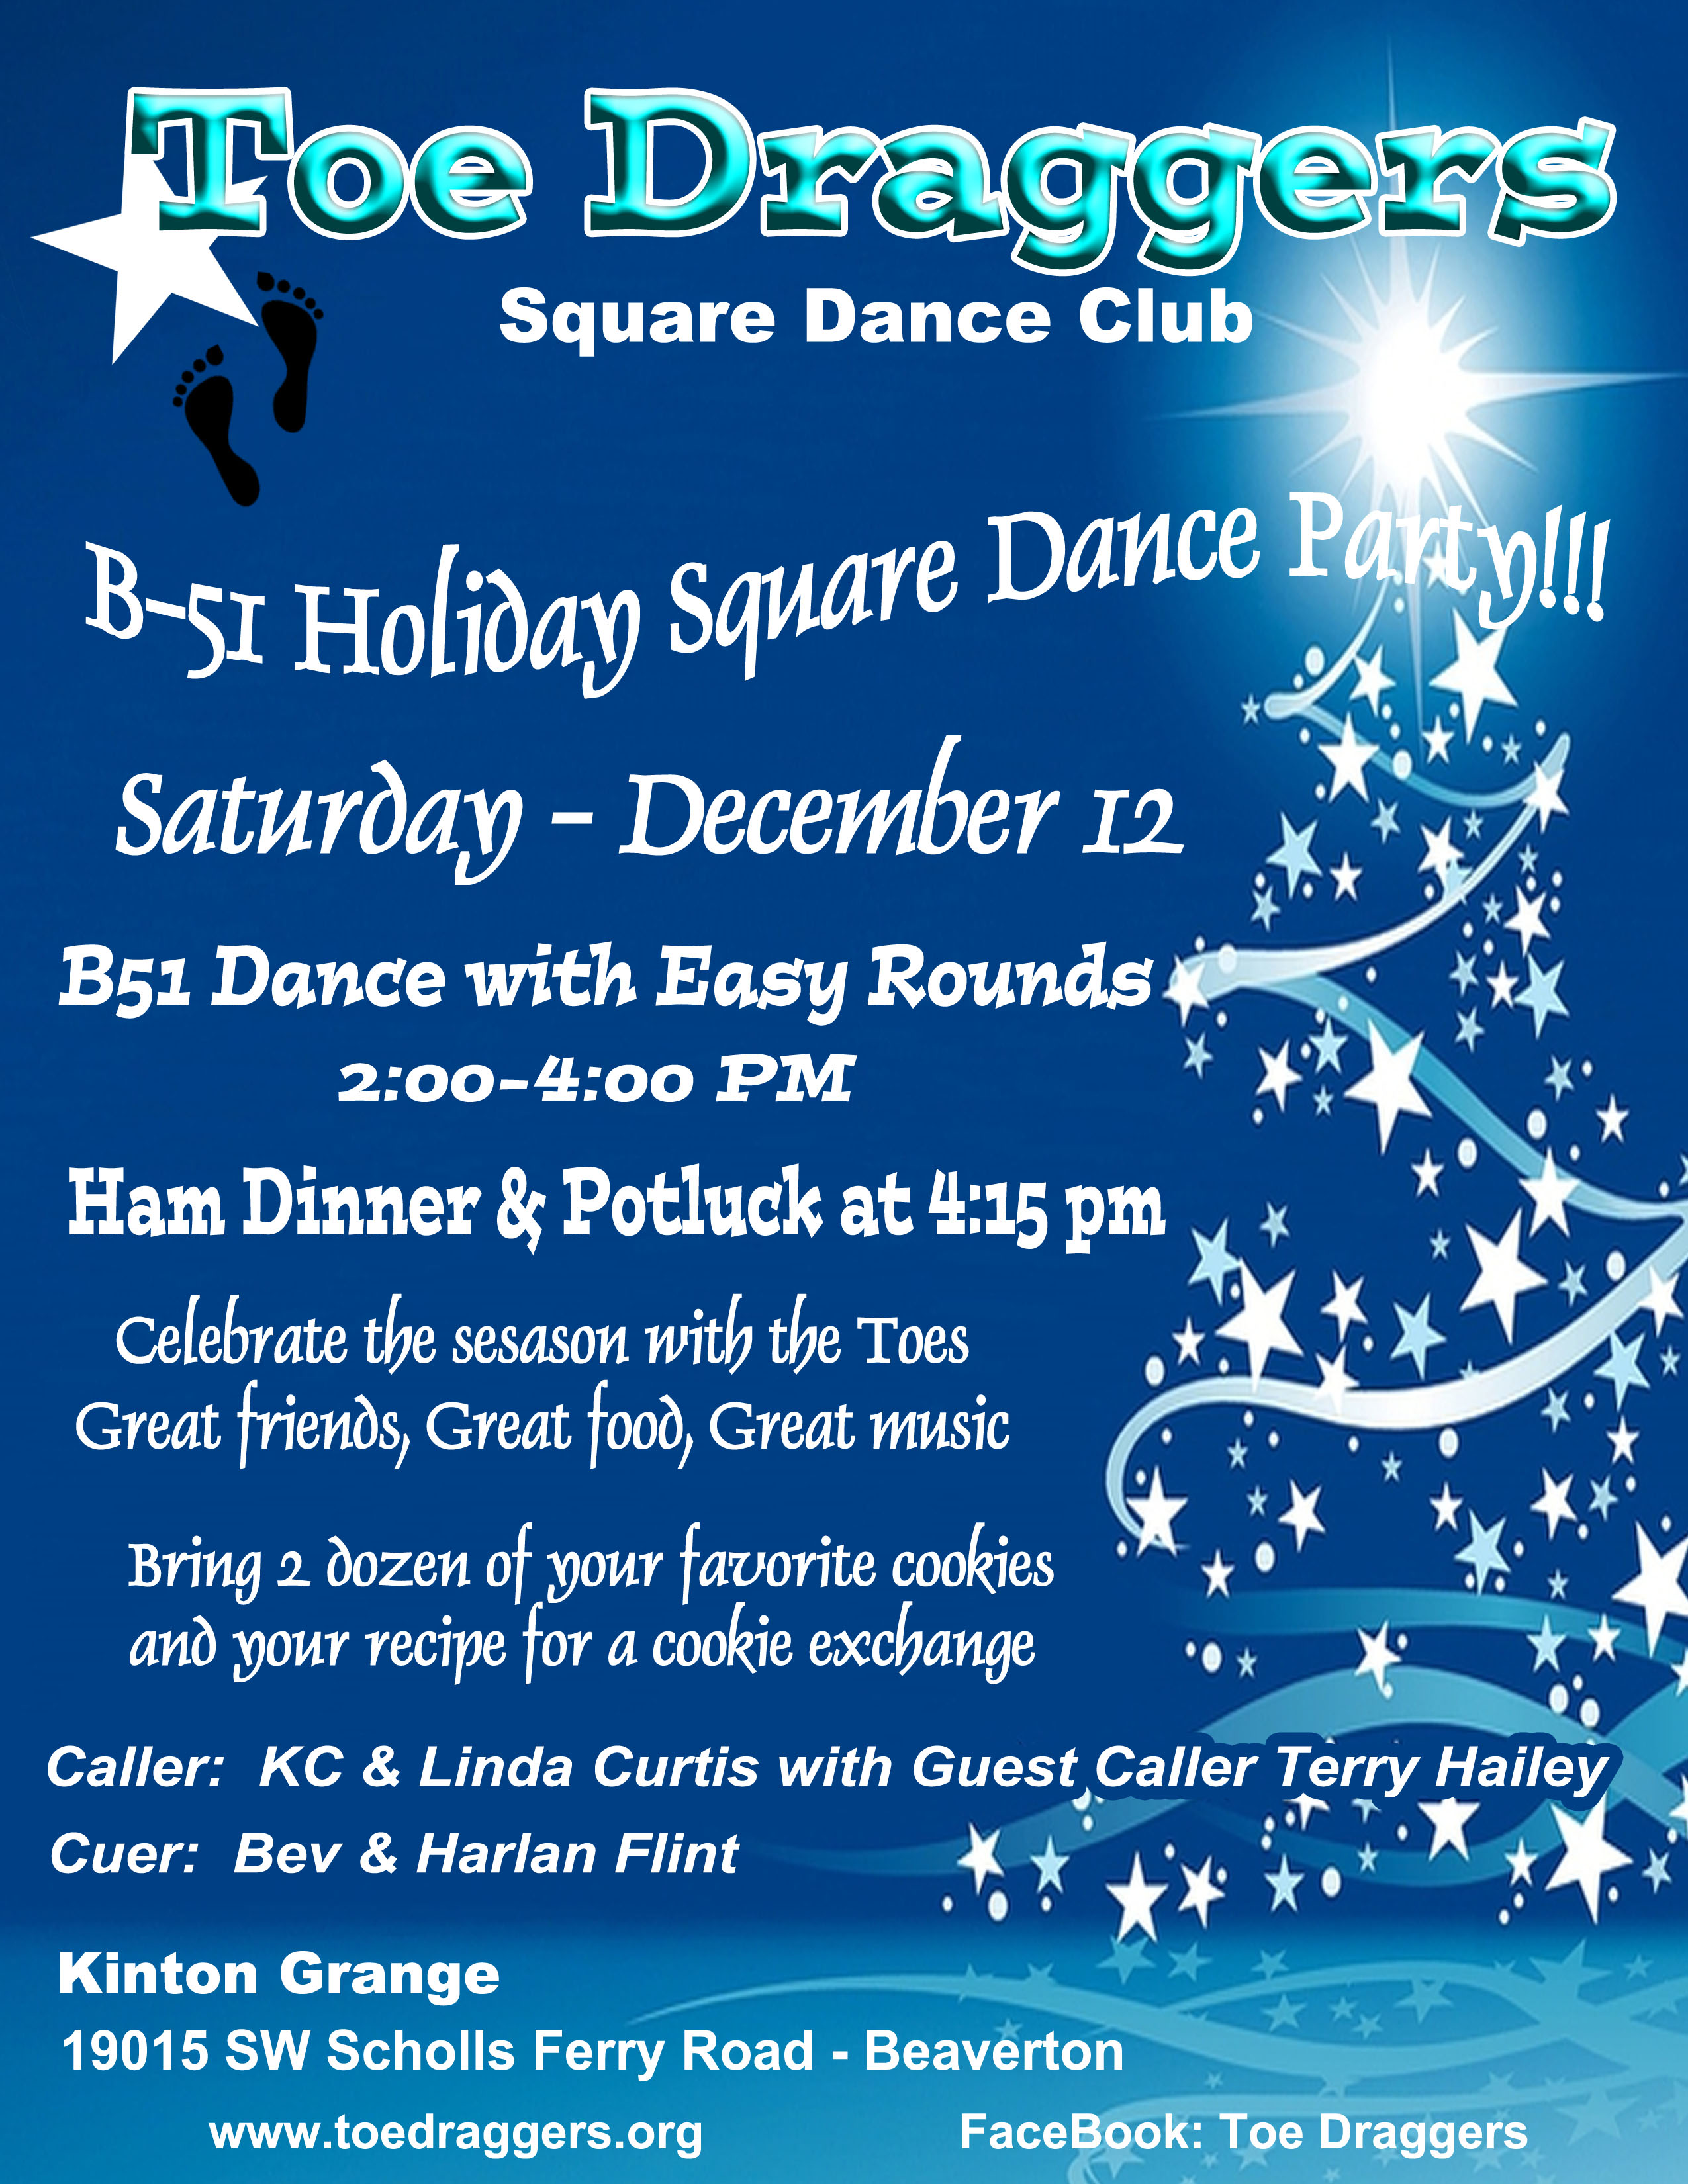 Toe Draggers
Square Dance Club
B-51 Holiday Square Dance Party!!!
Saturday - December 12
B51 Dance with Easy Rounds
2:00-4:00 PM
Ham Dinner & Potluck at 4:15 pm
Celebrate the sesason with the Toes
Great friends, Great food, Great music
Bring 2 dozen of your favorite cookies
and your recipe for a cookie exchange
Caller:  KC & Linda Curtis with Guest Caller Terry Hailey
Cuer:  Bev & Harlan Flint
Kinton Grange
19015 SW Scholls Ferry Road - Beaverton
www.toedraggers.org
FaceBook: Toe Draggers